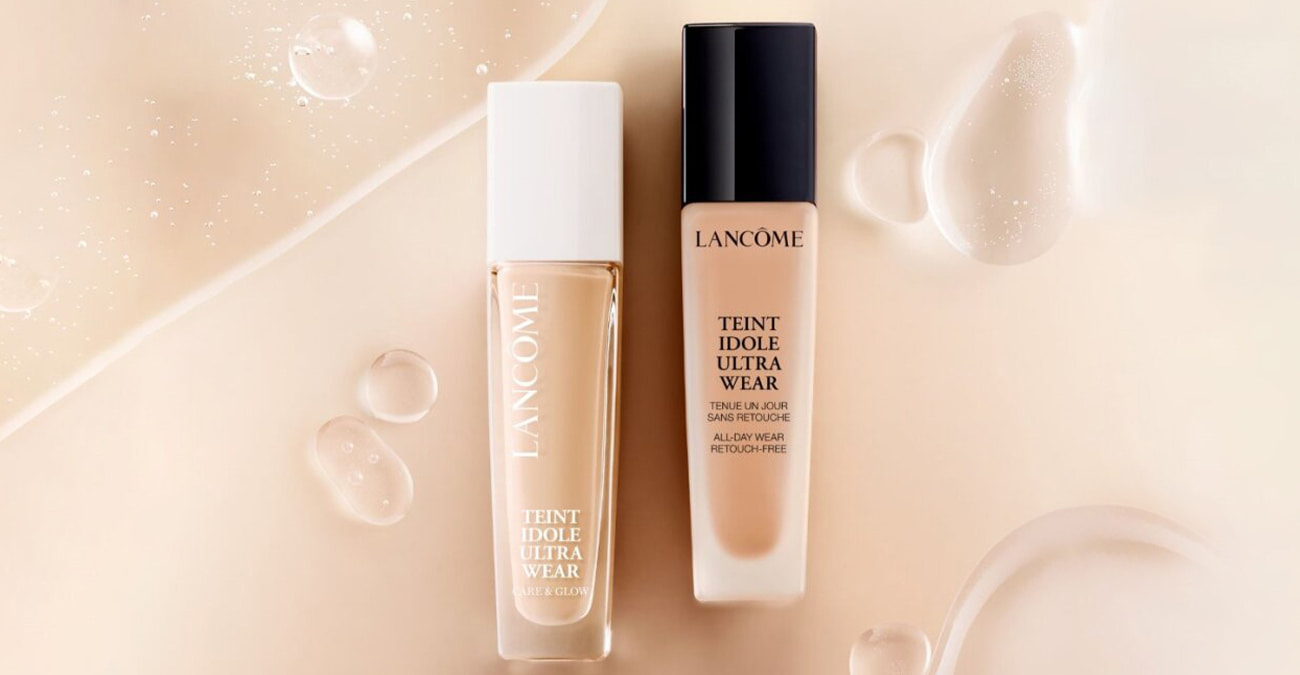 LANCOME
TEINT
IDOLE
ULTRA
WEAR
CARE & GLOW
LANCÔME
TEINT
IDOLE
ULTRA
WEAR
TENUE UN JOUR
SANS RETOUCHE
ALL-DAY WEAR
RETOUCH-FREE